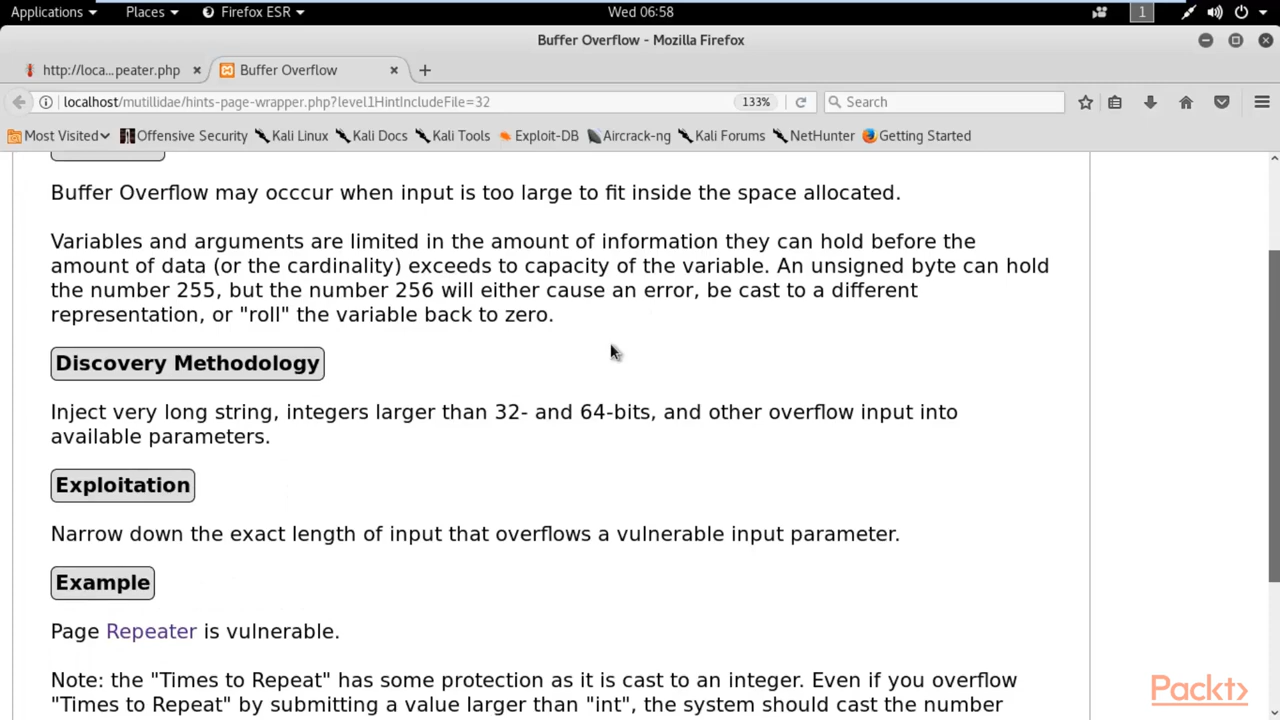 Applications
Places
Firefox ESR
Wed 06:58
1
Buffer Overflow - Mozilla Firefox
http://loca...peater.php
Buffer Overflow
localhost/mutillidae/hints-page-wrapper.php?level1HintIncludeFile=32
133%
Search
Most Visited
Offensive Security
Kali Linux
Kali Docs
Kali Tools
Exploit-DB
Aircrack-ng
Kali Forums
NetHunter
Getting Started
Buffer Overflow may occcur when input is too large to fit inside the space allocated.
Variables and arguments are limited in the amount of information they can hold before the
amount of data (or the cardinality) exceeds to capacity of the variable. An unsigned byte can hold
the number 255, but the number 256 will either cause an error, be cast to a different
representation, or "roll" the variable back to zero.
Discovery Methodology
Inject very long string, integers larger than 32- and 64-bits, and other overflow input into
available parameters.
Exploitation
Narrow down the exact length of input that overflows a vulnerable input parameter.
Example
Page Repeater is vulnerable.
Note: the "Times to Repeat" has some protection as it is cast to an integer. Even if you overflow
"Times to Repeat" by submitting a value larger than "int", the system should cast the number
Packt>